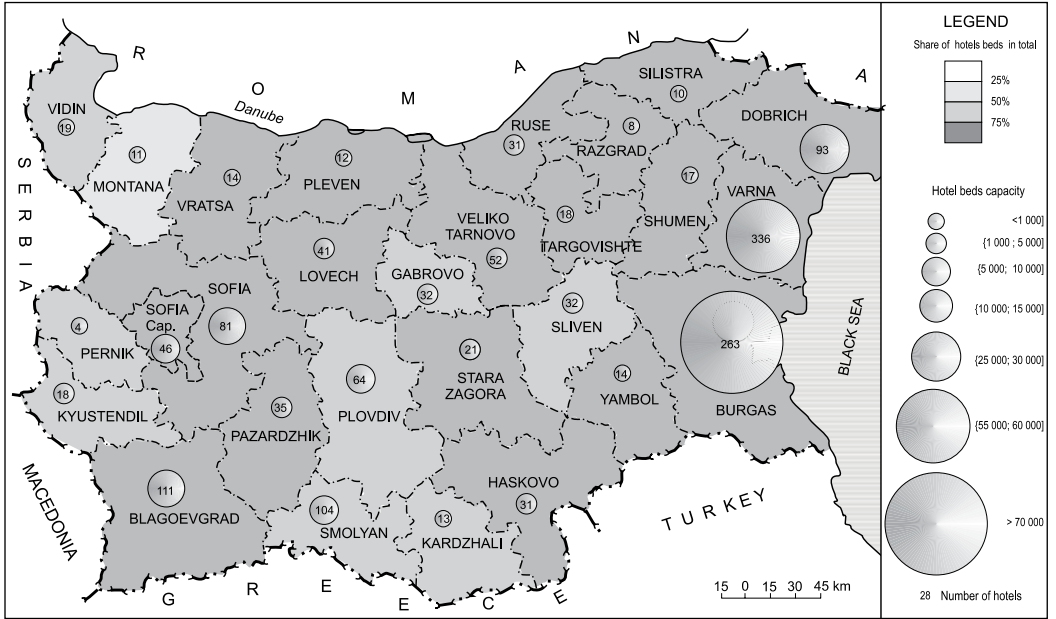 R O M A N I A
Danube
SERBIA
MACEDONIA
G R E E C E
TURKEY
BLACK SEA
VIDIN
19
11
MONTANA
14
VRATSA
12
PLEVEN
RUSE
31
SILISTRA
10
8
RAZGRAD
DOBRICH
93
17
SHUMEN
VARNA
336
18
TARGOVISHTE
VELIKO
TARNOVO
52
41
LOVECH
GABROVO
32
SOFIA
81
SOFIA
Cap.
46
4
PERNIK
18
KYUSTENDIL
32
SLIVEN
263
BURGAS
21
STARA
ZAGORA
14
YAMBOL
64
PLOVDIV
35
PAZARDZHIK
111
BLAGOEVGRAD
104
SMOLYAN
13
KARDZHALI
HASKOVO
31
15 0 15 30 45 km
LEGEND
Share of hotels beds in total
25%
50%
75%
Hotel beds capacity
<1 000]
{1 000 ; 5 000]
{5 000; 10 000]
{10 000; 15 000]
{25 000; 30 000]
{55 000; 60 000]
> 70 000
28 Number of hotels